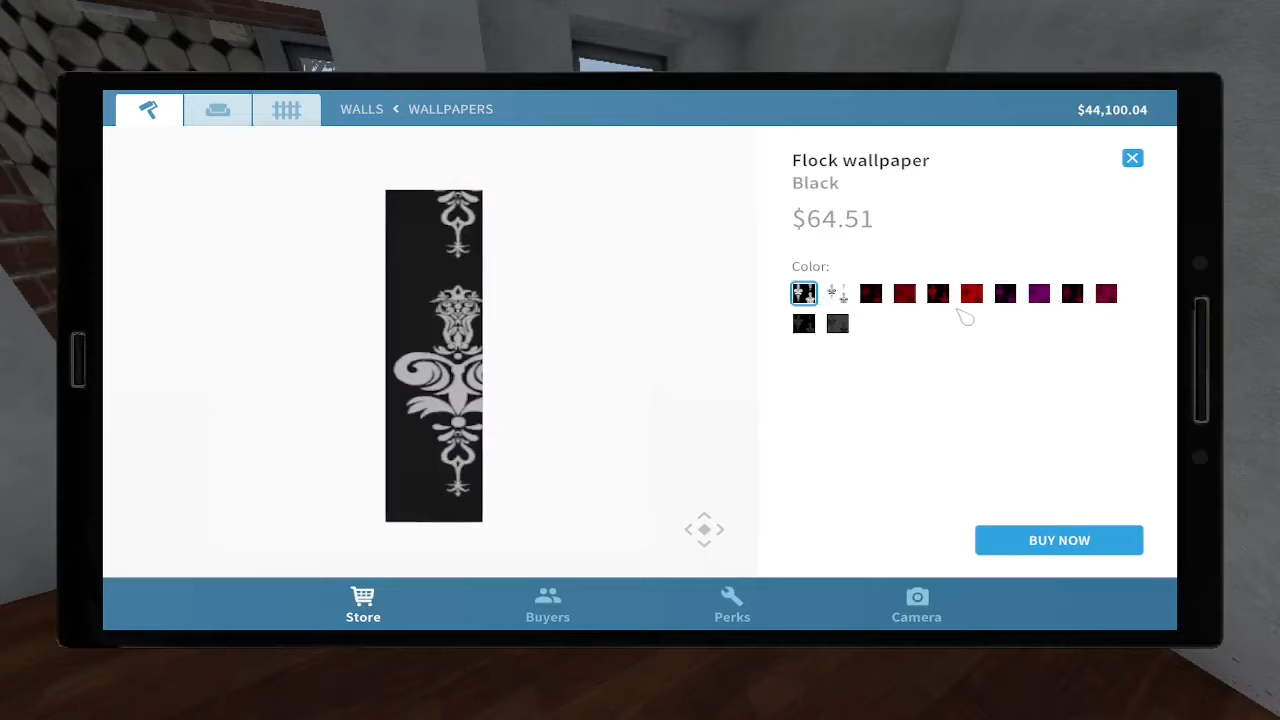 WALLS < WALLPAPERS
$44,100.04
Flock wallpaper
Black
$64.51
Color:
BUY NOW
Store
Buyers
Perks
Camera